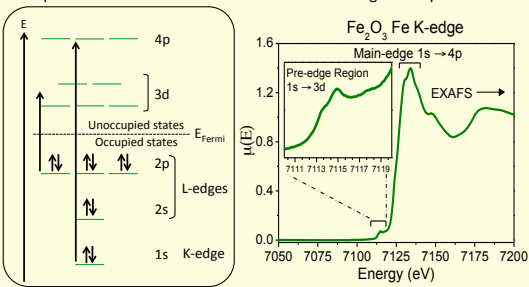 E
4p
3d
Unoccupied states
E_Fermi
Occupied states
2p
L-edges
2s
1s
K-edge
Fe₂O₃ Fe K-edge
Main-edge 1s → 4p
Pre-edge Region
1s → 3d
EXAFS
7111 7113 7115 7117 7119
1.6
1.2
0.8
0.4
0.0
μ(E)
7050 7075 7100 7125 7150 7175 7200
Energy (eV)